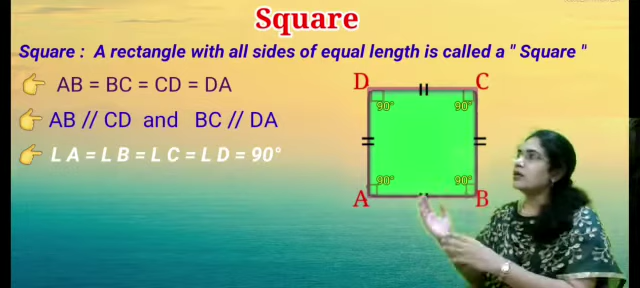 Square
Square : A rectangle with all sides of equal length is called a " Square "
AB = BC = CD = DA
AB // CD and BC // DA
L A = L B = L C = L D = 90°
D C
90° 90°
90° 90°
A B